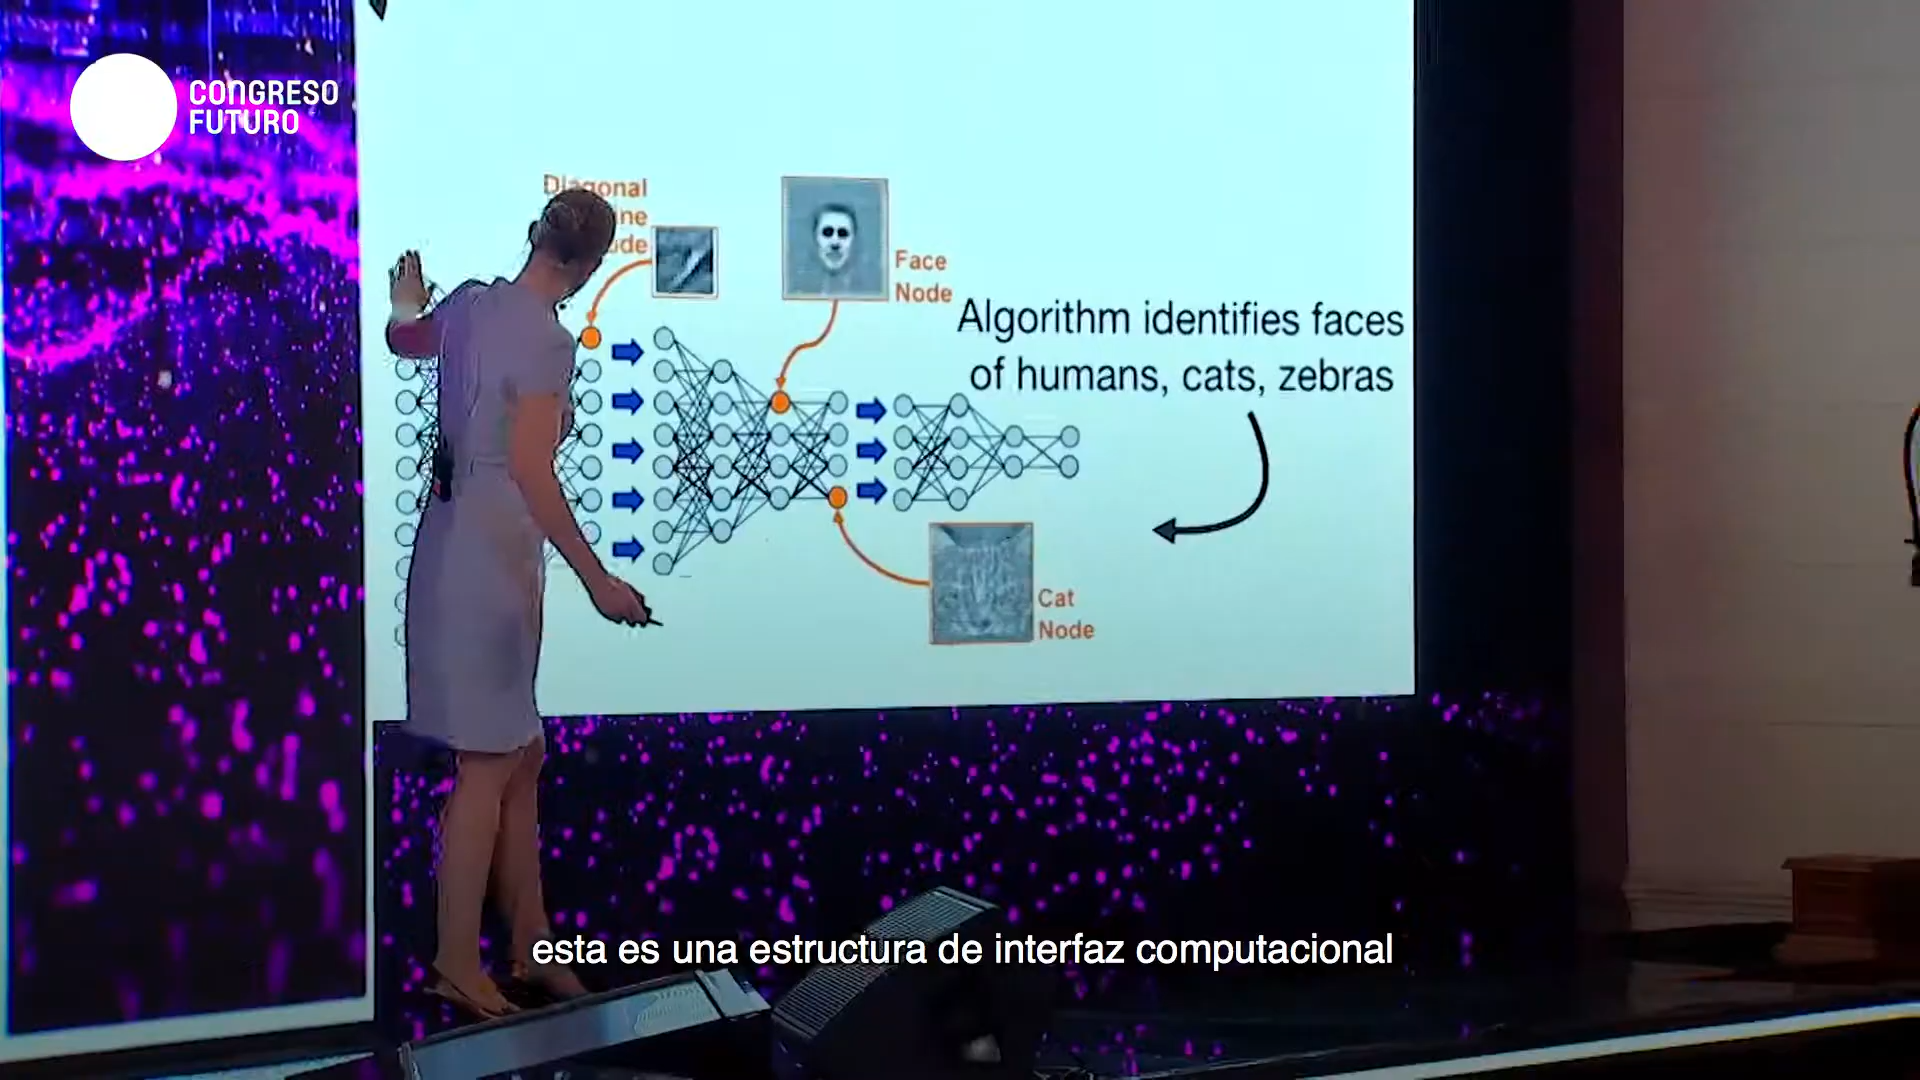 CONGRESO
FUTURO
Face
Node
Algorithm identifies faces
of humans, cats, zebras
Cat
Node
esta es una estructura de interfaz computacional